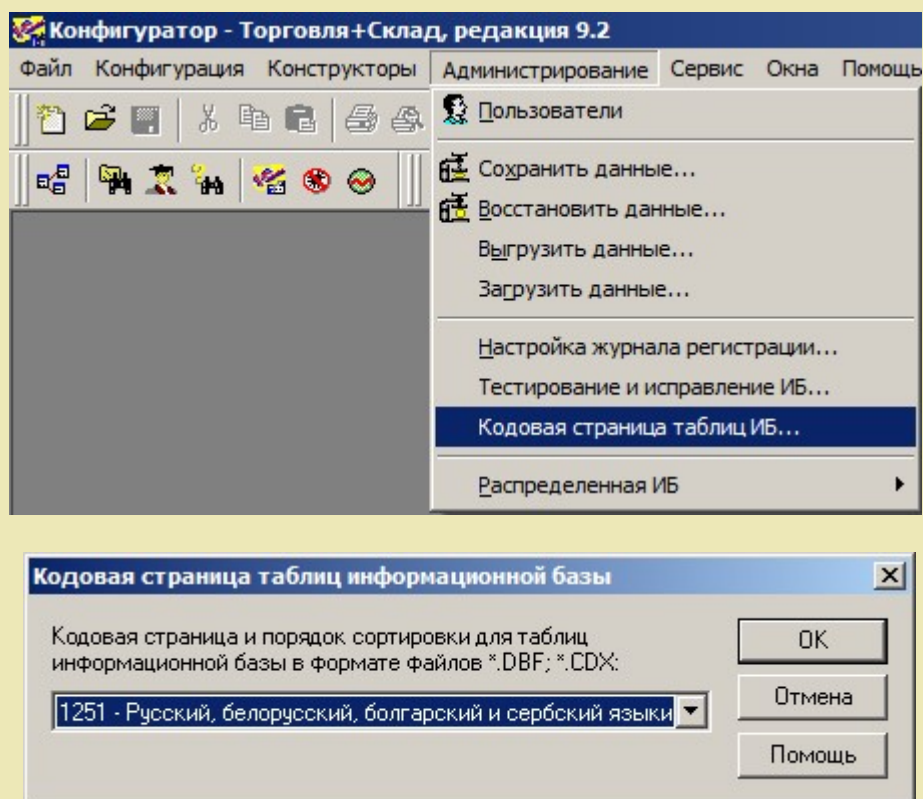 Конфигуратор - Торговля+Склад, редакция 9.2
Файл Конфигурация Конструкторы Администрирование Сервис Окна Помощь
Пользователи
Сохранить данные...
Восстановить данные...
Выгрузить данные...
Загрузить данные...
Настройка журнала регистрации...
Тестирование и исправление ИБ...
Кодовая страница таблиц ИБ...
Распределенная ИБ
Кодовая страница таблиц информационной базы
Кодовая страница и порядок сортировки для таблиц
информационной базы в формате файлов *.DBF; *.CDX:
1251 - Русский, белорусский, болгарский и сербский языки
OK
Отмена
Помощь